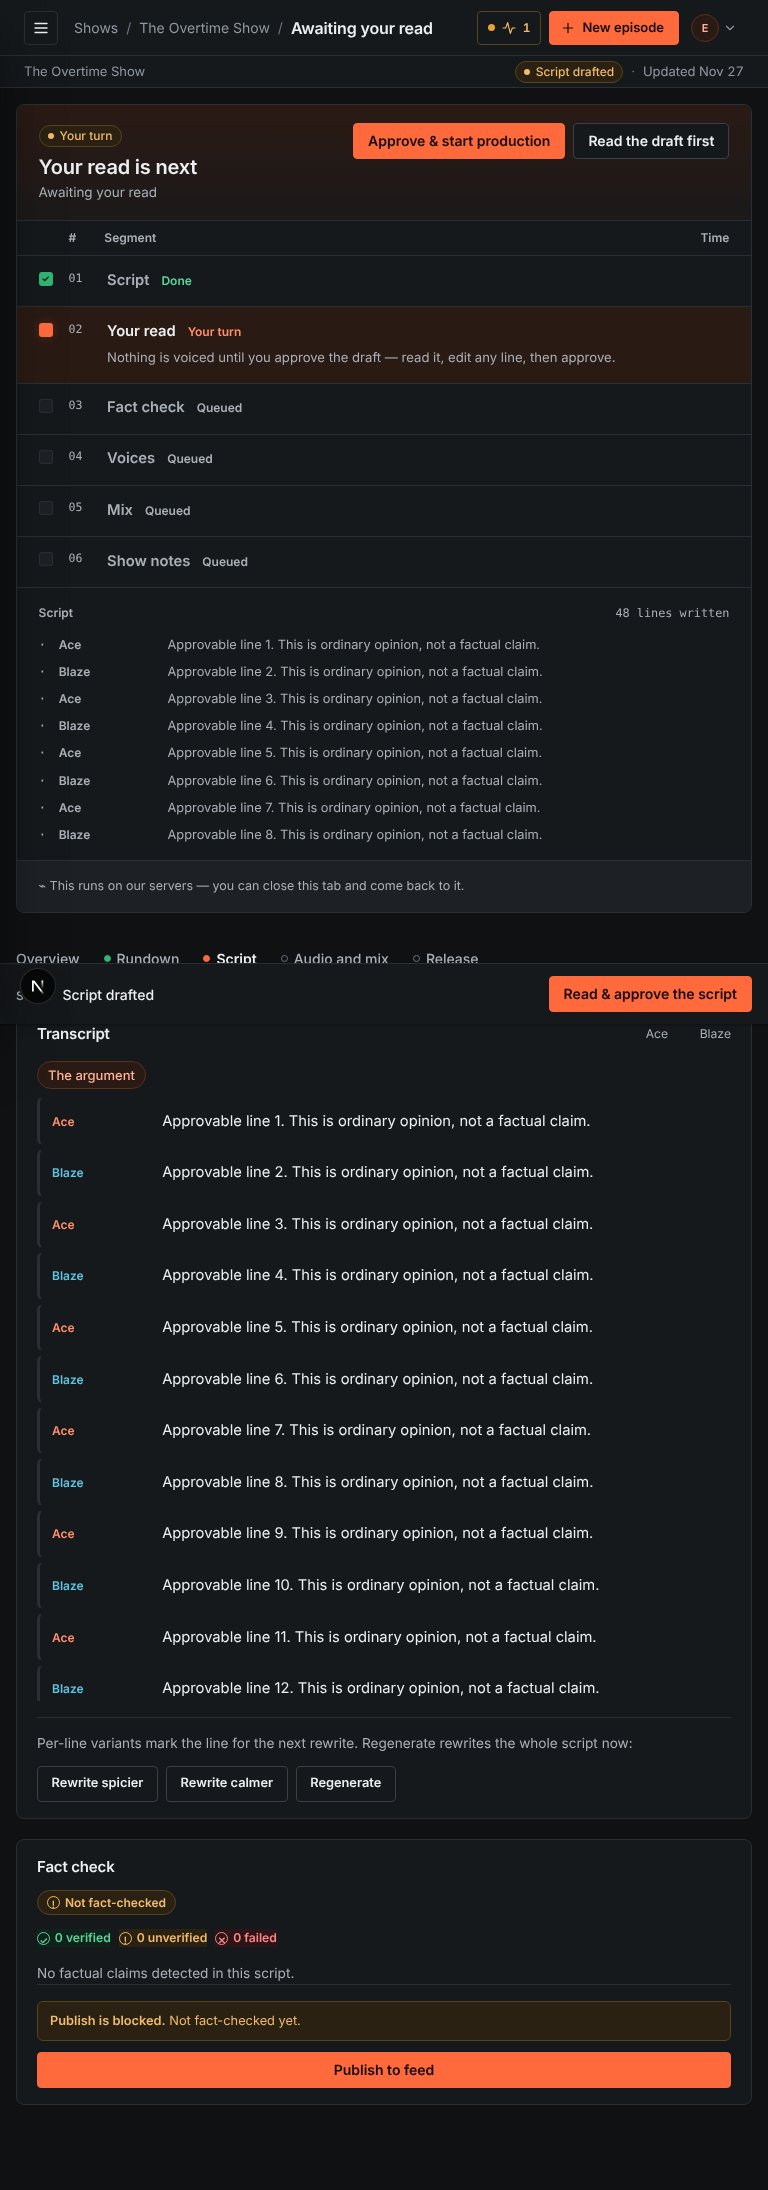 Shows / The Overtime Show / Awaiting your read
1
+ New episode
E
The Overtime Show
Script drafted · Updated Nov 27
Your turn
Your read is next
Awaiting your read
Approve & start production
Read the draft first
# Segment Time
01 Script Done
02 Your read Your turn
Nothing is voiced until you approve the draft — read it, edit any line, then approve.
03 Fact check Queued
04 Voices Queued
05 Mix Queued
06 Show notes Queued
Script 48 lines written
· Ace Approvable line 1. This is ordinary opinion, not a factual claim.
· Blaze Approvable line 2. This is ordinary opinion, not a factual claim.
· Ace Approvable line 3. This is ordinary opinion, not a factual claim.
· Blaze Approvable line 4. This is ordinary opinion, not a factual claim.
· Ace Approvable line 5. This is ordinary opinion, not a factual claim.
· Blaze Approvable line 6. This is ordinary opinion, not a factual claim.
· Ace Approvable line 7. This is ordinary opinion, not a factual claim.
· Blaze Approvable line 8. This is ordinary opinion, not a factual claim.
⌁ This runs on our servers — you can close this tab and come back to it.
Overview Rundown Script Audio and mix Release
N
Script drafted
Read & approve the script
Transcript Ace Blaze
The argument
Ace Approvable line 1. This is ordinary opinion, not a factual claim.
Blaze Approvable line 2. This is ordinary opinion, not a factual claim.
Ace Approvable line 3. This is ordinary opinion, not a factual claim.
Blaze Approvable line 4. This is ordinary opinion, not a factual claim.
Ace Approvable line 5. This is ordinary opinion, not a factual claim.
Blaze Approvable line 6. This is ordinary opinion, not a factual claim.
Ace Approvable line 7. This is ordinary opinion, not a factual claim.
Blaze Approvable line 8. This is ordinary opinion, not a factual claim.
Ace Approvable line 9. This is ordinary opinion, not a factual claim.
Blaze Approvable line 10. This is ordinary opinion, not a factual claim.
Ace Approvable line 11. This is ordinary opinion, not a factual claim.
Blaze Approvable line 12. This is ordinary opinion, not a factual claim.
Per-line variants mark the line for the next rewrite. Regenerate rewrites the whole script now:
Rewrite spicier
Rewrite calmer
Regenerate
Fact check
Not fact-checked
0 verified 0 unverified 0 failed
No factual claims detected in this script.
Publish is blocked. Not fact-checked yet.
Publish to feed